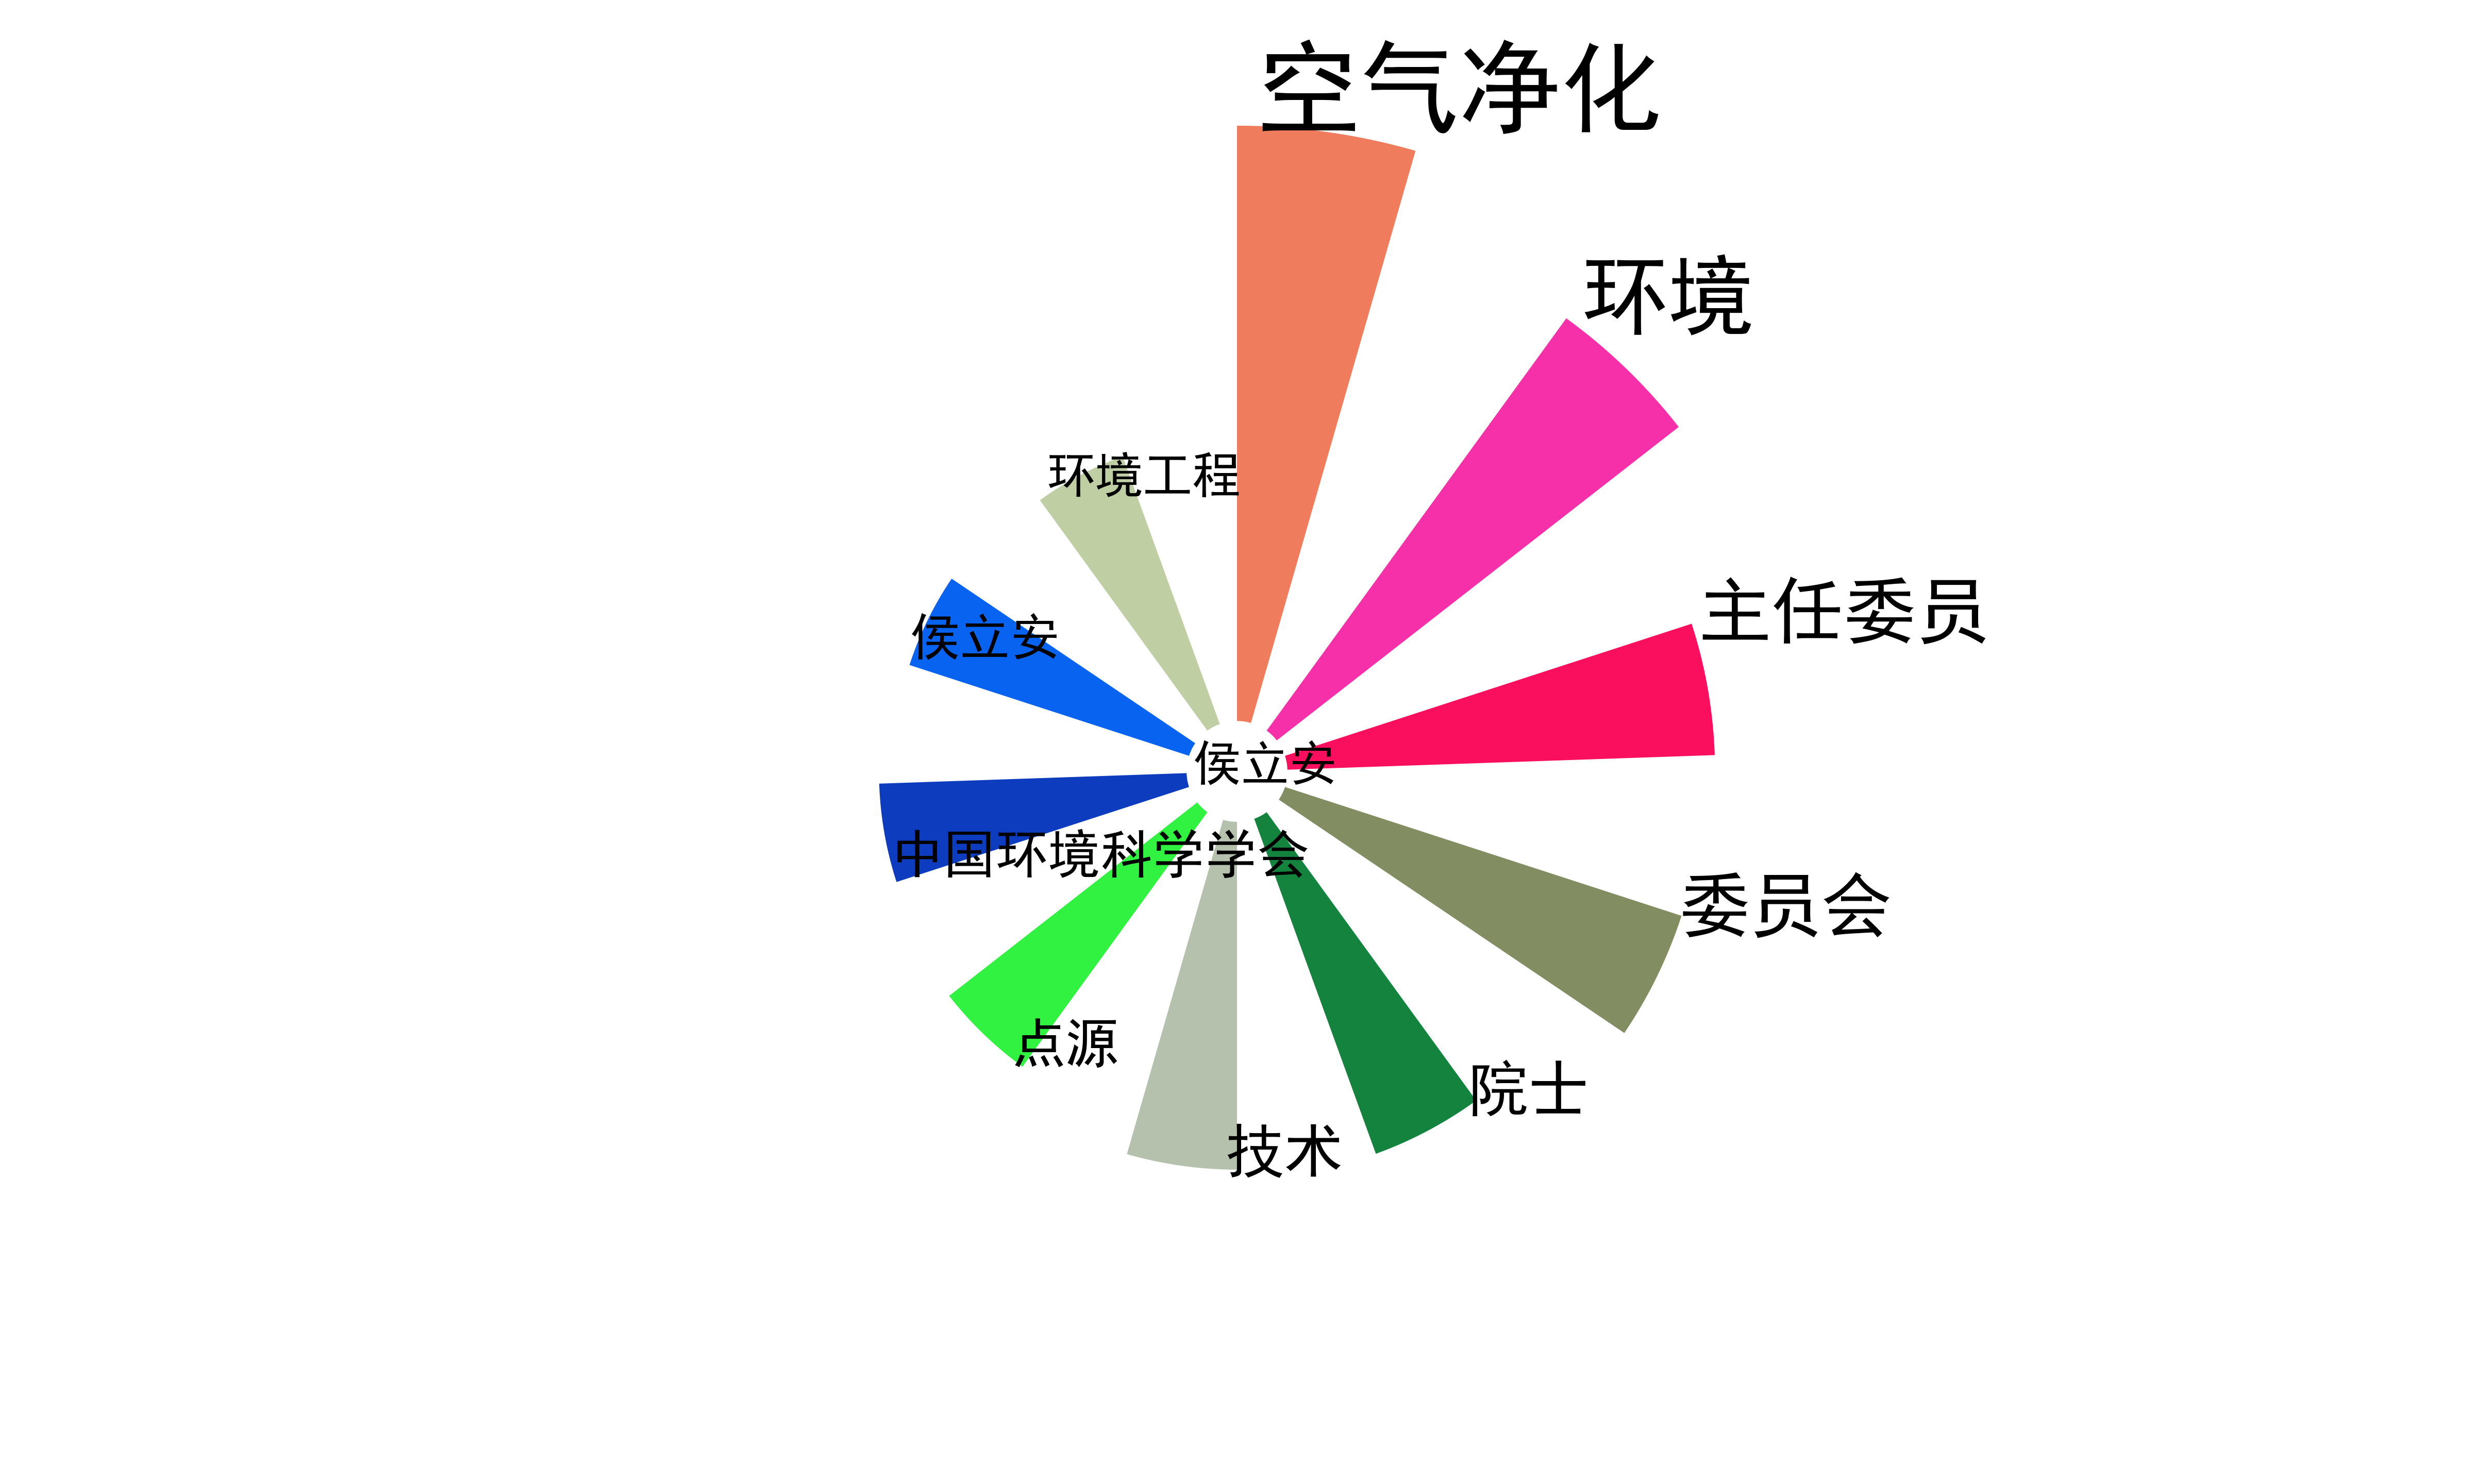 空气净化
环境
环境工程
主任委员
侯立安
侯立安
中国环境科学学会
委员会
点源
院士
技术